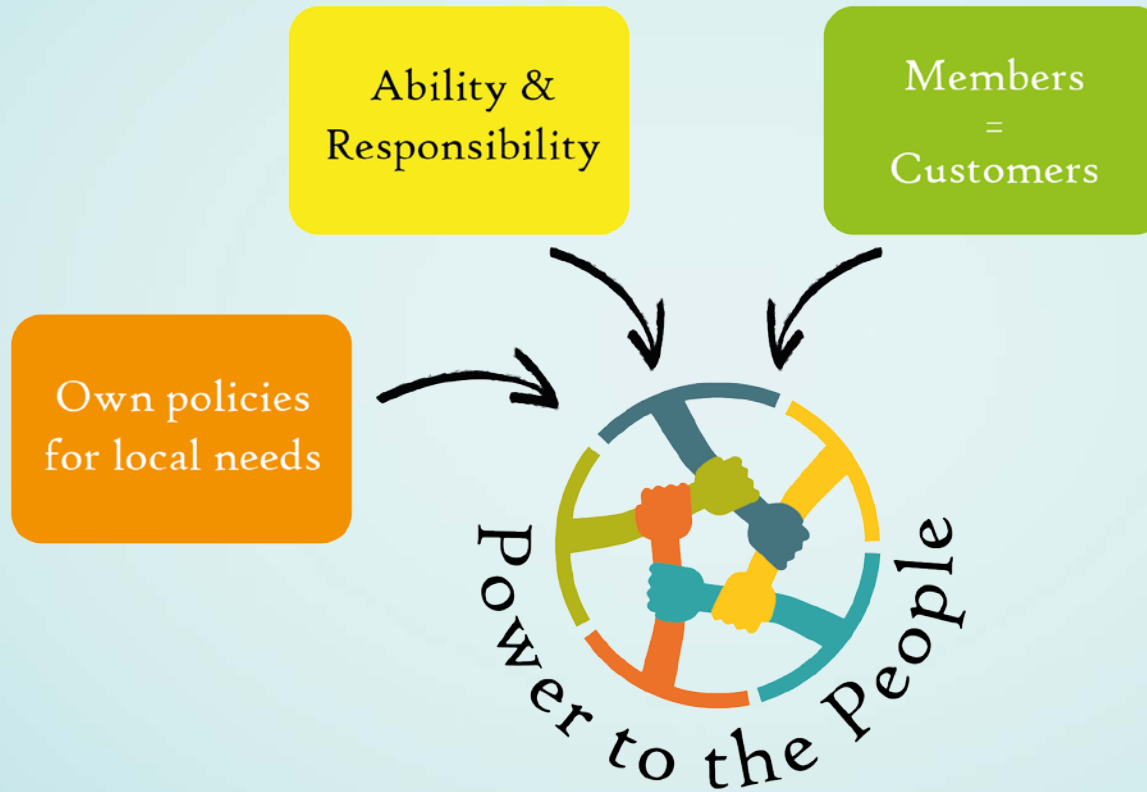 Ability &
Responsibility
Members
=
Customers
Own policies
for local needs
Power to the People